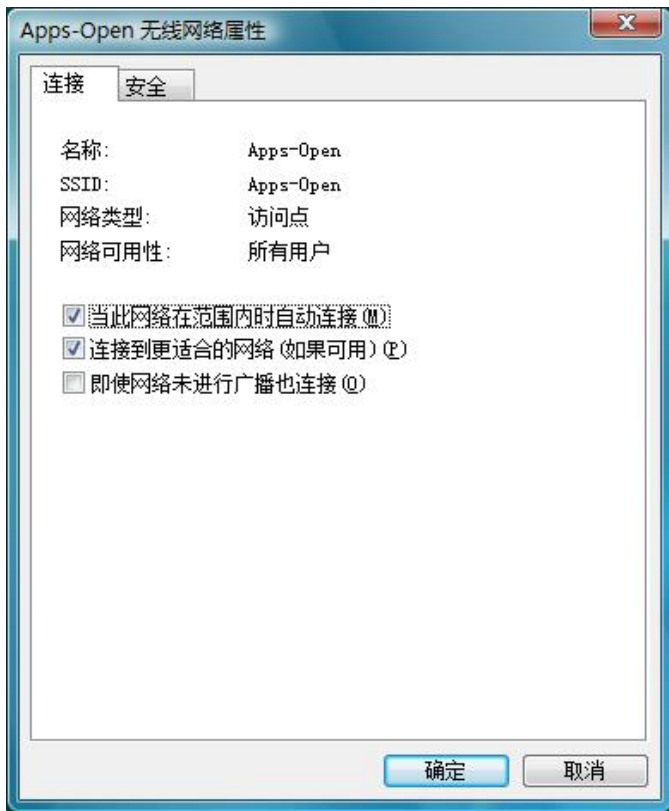 Apps-Open 无线网络属性
连接 安全
名称: Apps-Open
SSID: Apps-Open
网络类型: 访问点
网络可用性: 所有用户
当此网络在范围内时自动连接(M)
连接到更适合的网络(如果可用)(P)
即使网络未进行广播也连接(O)
确定 取消